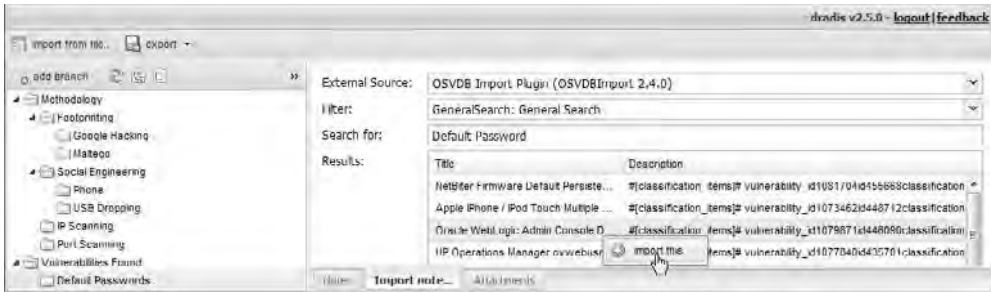 dradis v2.5.0 - logout | feedback
import from file... export
add branch
Methodology
Footprinting
Google Hacking
Maltego
Social Engineering
Phone
USB Dropping
IP Scanning
Port Scanning
Vulnerabilities Found
Default Passwords
External Source: OSVDB Import Plugin (OSVDBImport 2.4.0)
Filter: GeneralSearch: General Search
Search for: Default Password
Results:
Title Description
NetBiter Firmware Default Persiste... #[classification_items]# vulnerability_id1081704id455668classification
Apple iPhone / iPod Touch Multiple ... #[classification_items]# vulnerability_id1073462id448712classification
Oracle WebLogic Admin Console D... #[classification_items]# vulnerability_id1079871id446090classification
HP Operations Manager ovwebusr items]# vulnerability_id1077840id435701classification
import this
Import note... Attachments